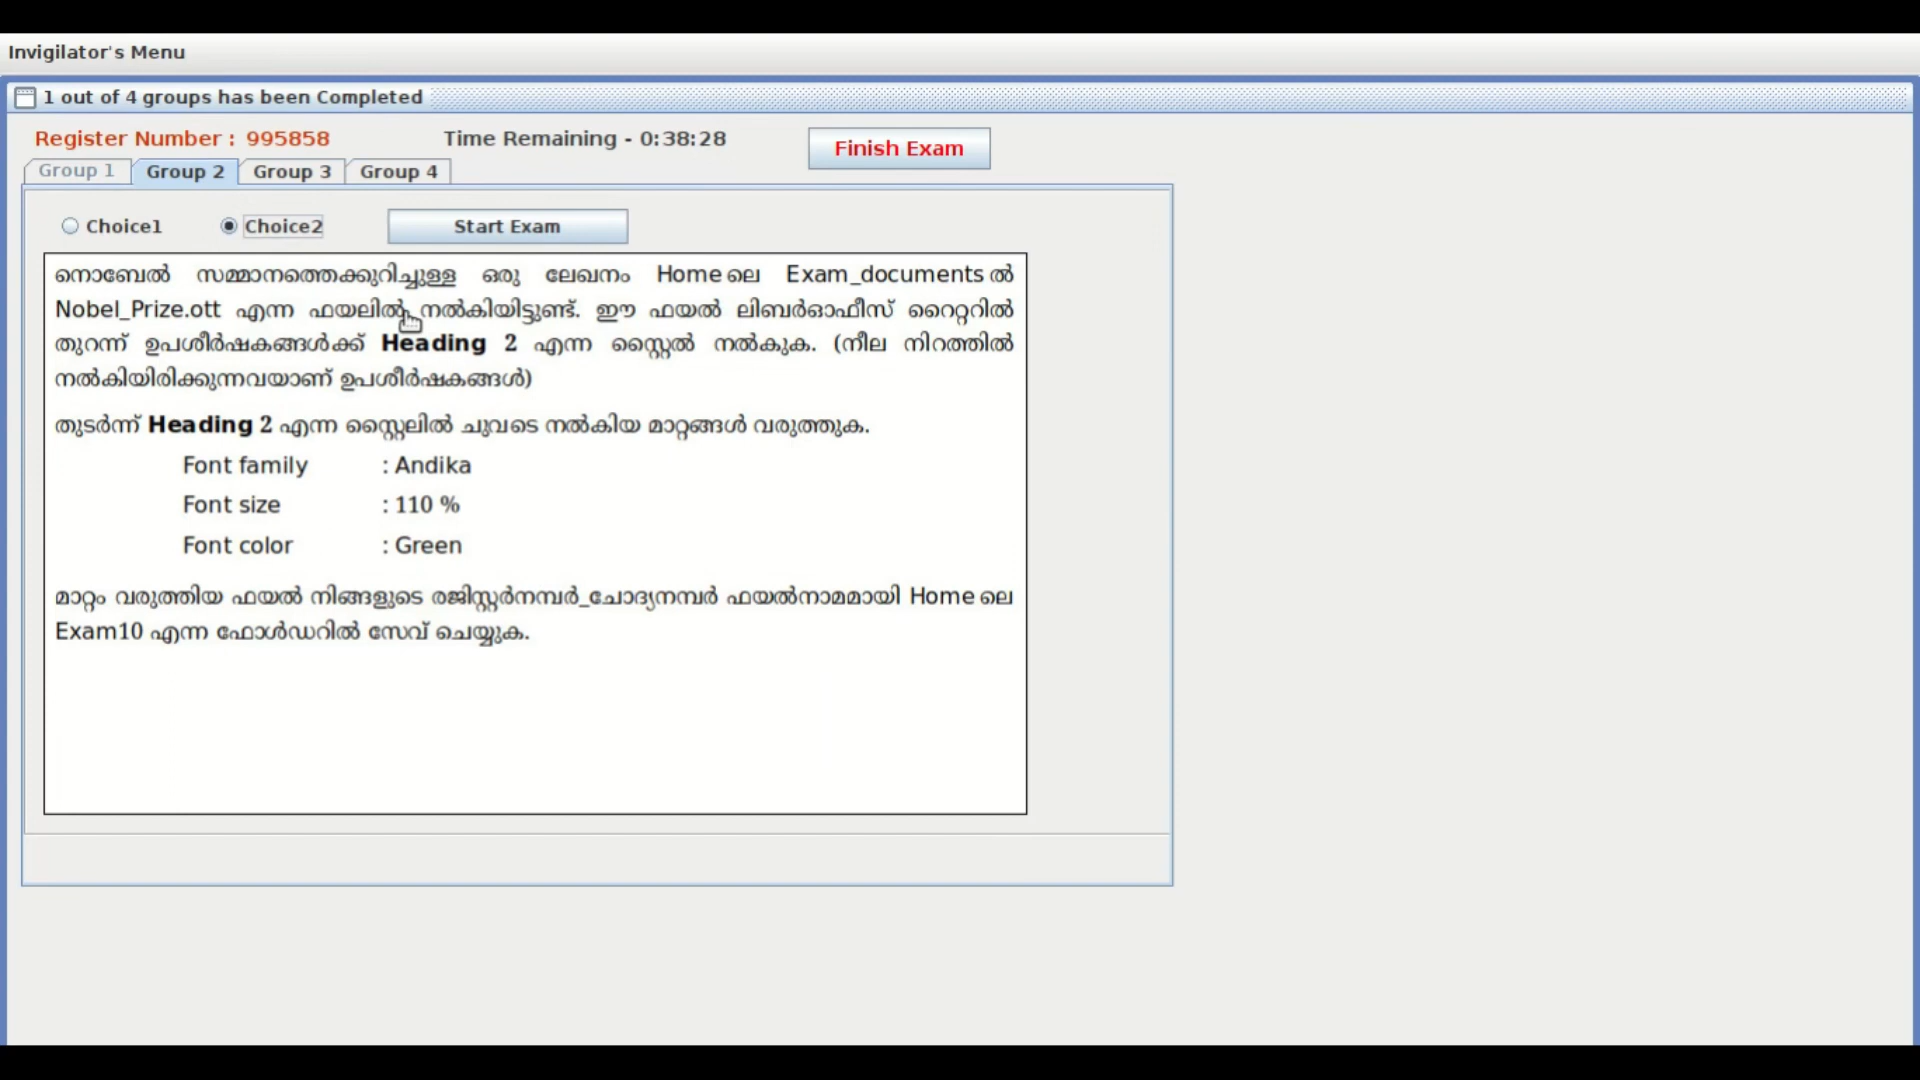 Invigilator's Menu
1 out of 4 groups has been Completed
Register Number : 995858 Time Remaining - 0:38:28 Finish Exam
Group 1 Group 2 Group 3 Group 4
Choice1 Choice2 Start Exam
നൊബേൽ സമ്മാനത്തെക്കുറിച്ചുള്ള ഒരു ലേഖനം Homeലെ Exam_documentsൽ
Nobel_Prize.ott എന്ന ഫയലിൽ നൽകിയിട്ടുണ്ട്. ഈ ഫയൽ ലിബർഓഫീസ് റൈറ്ററിൽ
തുറന്ന് ഉപശീർഷകങ്ങൾക്ക് Heading 2 എന്ന സ്റ്റൈൽ നൽകുക. (നീല നിറത്തിൽ
നൽകിയിരിക്കുന്നവയാണ് ഉപശീർഷകങ്ങൾ)
തുടർന്ന് Heading 2 എന്ന സ്റ്റൈലിൽ ചുവടെ നൽകിയ മാറ്റങ്ങൾ വരുത്തുക.
Font family : Andika
Font size : 110 %
Font color : Green
മാറ്റം വരുത്തിയ ഫയൽ നിങ്ങളുടെ രജിസ്റ്റർനമ്പർ_ചോദ്യനമ്പർ ഫയൽനാമമായി Homeലെ
Exam10 എന്ന ഫോൾഡറിൽ സേവ് ചെയ്യുക.